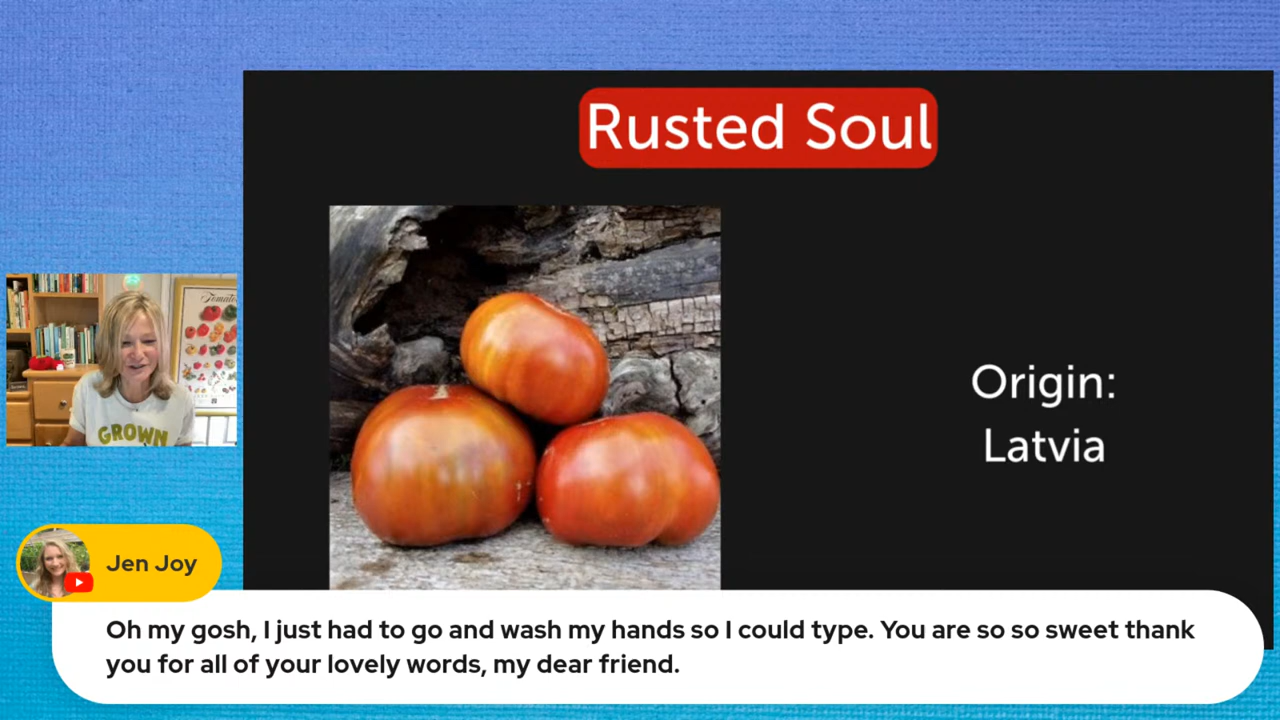 Rusted Soul
Origin:
Latvia
Tomato
GROWN
Jen Joy
Oh my gosh, I just had to go and wash my hands so I could type. You are so so sweet thank
you for all of your lovely words, my dear friend.